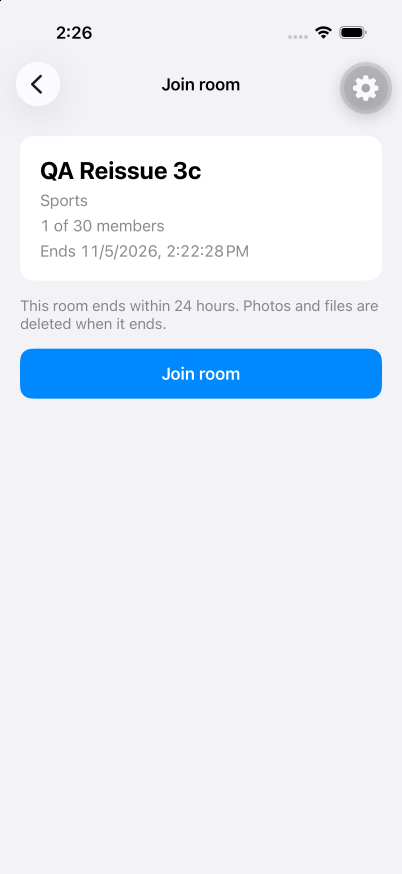 2:26
Join room
QA Reissue 3c
Sports
1 of 30 members
Ends 11/5/2026, 2:22:28 PM
This room ends within 24 hours. Photos and files are
deleted when it ends.
Join room